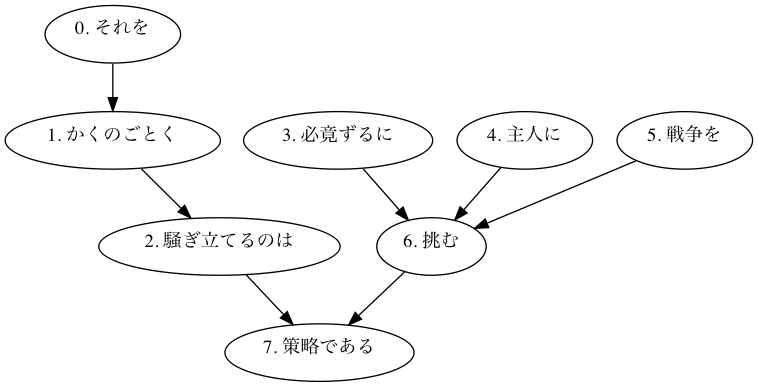 0. それを
1. かくのごとく
3. 必竟ずるに
4. 主人に
5. 戦争を
2. 騒ぎ立てるのは
6. 挑む
7. 策略である